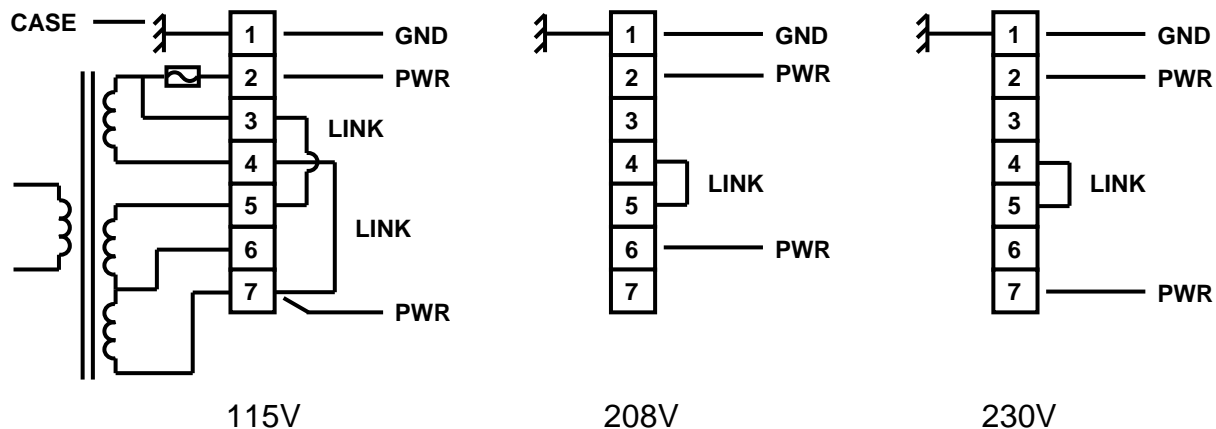 CASE
1 GND
2 PWR
3
LINK
4
5
LINK
6
7
PWR
115V
1 GND
2 PWR
3
4
LINK
5
6 PWR
7
208V
1 GND
2 PWR
3
4
LINK
5
6
7 PWR
230V